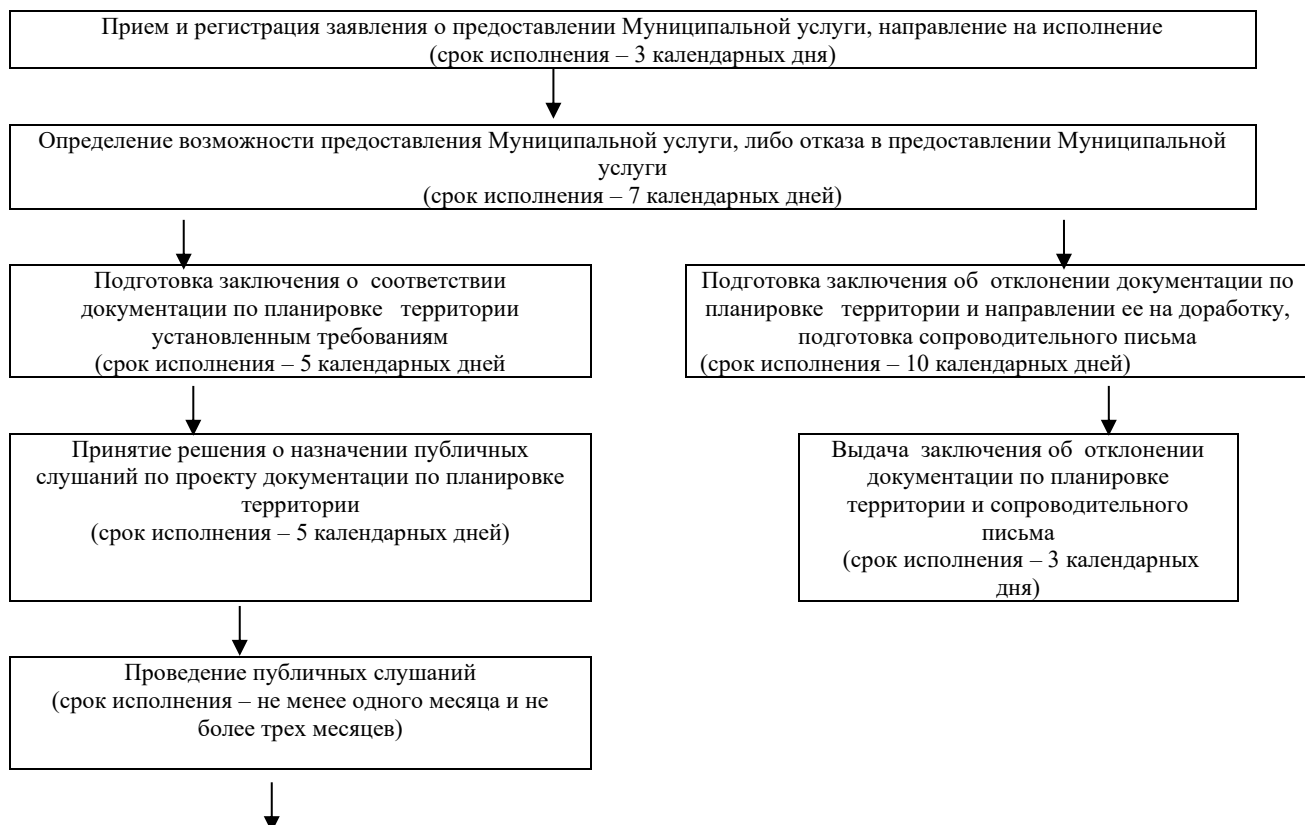 Прием и регистрация заявления о предоставлении Муниципальной услуги, направление на исполнение
(срок исполнения – 3 календарных дня)
Определение возможности предоставления Муниципальной услуги, либо отказа в предоставлении Муниципальной
услуги
(срок исполнения – 7 календарных дней)
Подготовка заключения о соответствии
документации по планировке территории
установленным требованиям
(срок исполнения – 5 календарных дней
Подготовка заключения об отклонении документации по
планировке территории и направлении ее на доработку,
подготовка сопроводительного письма
(срок исполнения – 10 календарных дней)
Принятие решения о назначении публичных
слушаний по проекту документации по планировке
территории
(срок исполнения – 5 календарных дней)
Выдача заключения об отклонении
документации по планировке
территории и сопроводительного
письма
(срок исполнения – 3 календарных
дня)
Проведение публичных слушаний
(срок исполнения – не менее одного месяца и не
более трех месяцев)